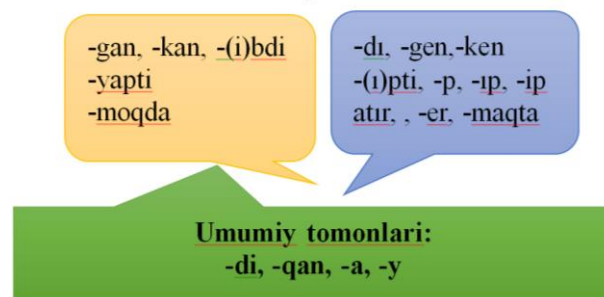 -gan, -kan, -(i)bdi
-yapti
-moqda
-dı, -gen,-ken
-(ı)pti, -p, -ıp, -ip
atır, , -er, -maqta
Umumiy tomonlari:
-di, -qan, -a, -y